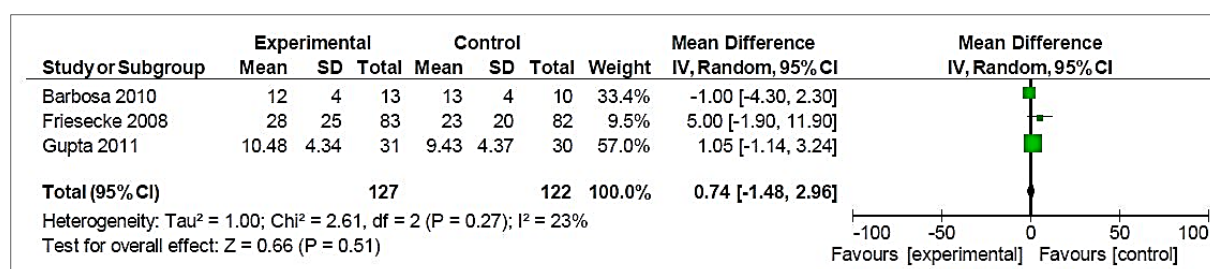 Experimental Control Mean Difference Mean Difference
Study or Subgroup Mean SD Total Mean SD Total Weight IV, Random, 95% CI IV, Random, 95% CI
Barbosa 2010 12 4 13 13 4 10 33.4% -1.00 [-4.30, 2.30]
Friesecke 2008 28 25 83 23 20 82 9.5% 5.00 [-1.90, 11.90]
Gupta 2011 10.48 4.34 31 9.43 4.37 30 57.0% 1.05 [-1.14, 3.24]
Total (95% CI) 127 122 100.0% 0.74 [-1.48, 2.96]
Heterogeneity: Tau² = 1.00; Chi² = 2.61, df = 2 (P = 0.27); I² = 23%
Test for overall effect: Z = 0.66 (P = 0.51)
-100 -50 0 50 100
Favours [experimental] Favours [control]